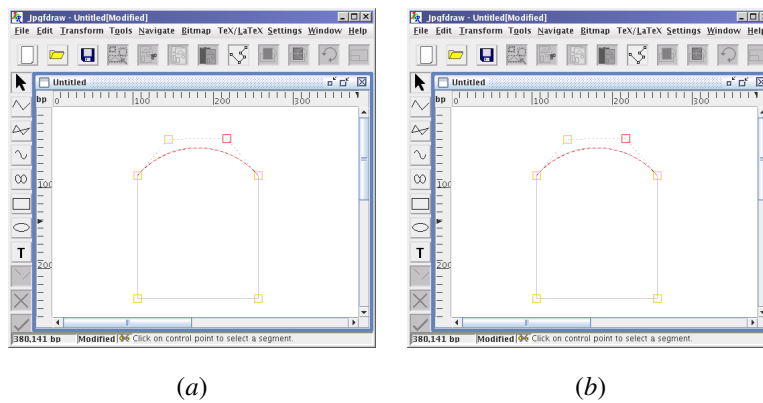 Jpgfdraw - Untitled[Modified]
File Edit Transform Tools Navigate Bitmap TeX/LaTeX Settings Window Help
Untitled
bp 0 100 200 300
100
T
200
380,141 bp Modified Click on control point to select a segment.
(a)
Jpgfdraw - Untitled[Modified]
File Edit Transform Tools Navigate Bitmap TeX/LaTeX Settings Window Help
Untitled
bp 0 100 200 300
100
T
200
380,141 bp Modified Click on control point to select a segment.
(b)